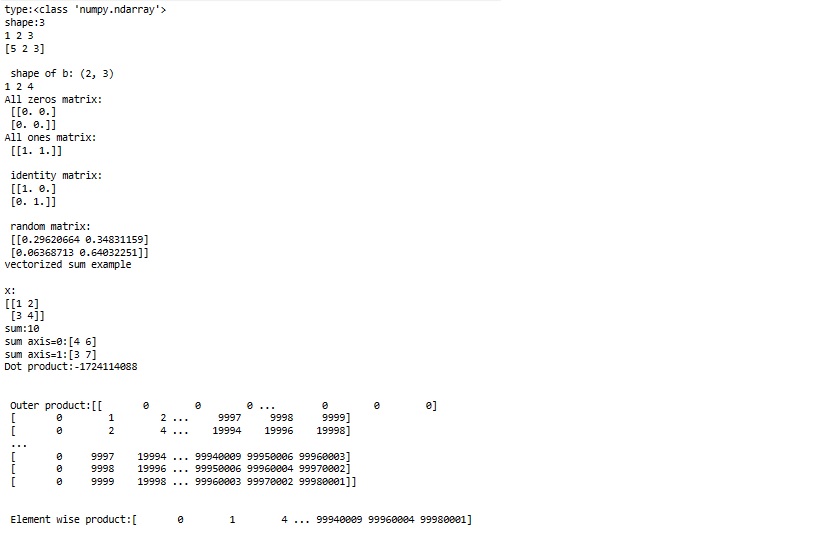 type:<class 'numpy.ndarray'>
shape:3
1 2 3
[5 2 3]
shape of b: (2, 3)
1 2 4
All zeros matrix:
[[0. 0.]
[0. 0.]]
All ones matrix:
[[1. 1.]]
identity matrix:
[[1. 0.]
[0. 1.]]
random matrix:
[[0.29620664 0.34831159]
[0.06368713 0.64032251]]
vectorized sum example
x:
[[1 2]
[3 4]]
sum:10
sum axis=0:[4 6]
sum axis=1:[3 7]
Dot product:-1724114088
Outer product:[[ 0 0 0 ... 0 0 0]
[ 0 1 2 ... 9997 9998 9999]
[ 0 2 4 ... 19994 19996 19998]
...
[ 0 9997 19994 ... 99940009 99950006 99960003]
[ 0 9998 19996 ... 99950006 99960004 99970002]
[ 0 9999 19998 ... 99960003 99970002 99980001]]
Element wise product:[ 0 1 4 ... 99940009 99960004 99980001]